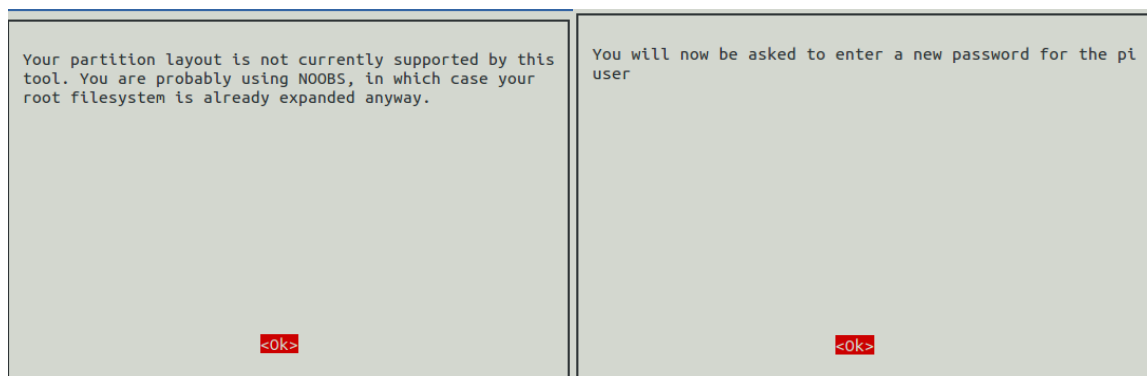 Your partition layout is not currently supported by this
tool. You are probably using NOOBS, in which case your
root filesystem is already expanded anyway.
<Ok>
You will now be asked to enter a new password for the pi
user
<Ok>